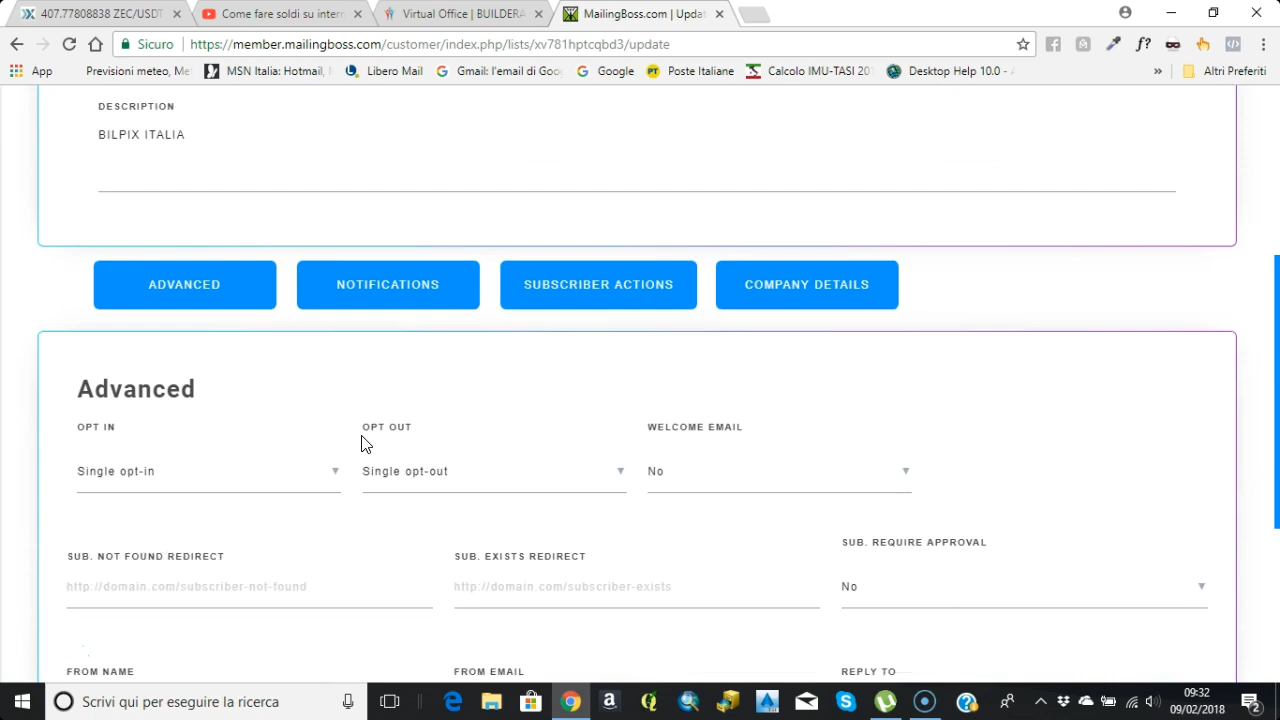 407.77808838 ZEC/USDT
Come fare soldi su intern
Virtual Office | BUILDERA
MailingBoss.com | Updat
Sicuro
https://member.mailingboss.com/customer/index.php/lists/xv781hptcqbd3/update
App
Previsioni meteo, Me
MSN Italia: Hotmail,
Libero Mail
Gmail: l'email di Goo
Google
Poste Italiane
Calcolo IMU-TASI 201
Desktop Help 10.0 -
»
Altri Preferiti
DESCRIPTION
BILPIX ITALIA
ADVANCED
NOTIFICATIONS
SUBSCRIBER ACTIONS
COMPANY DETAILS
Advanced
OPT IN
OPT OUT
WELCOME EMAIL
Single opt-in
Single opt-out
No
SUB. REQUIRE APPROVAL
SUB. NOT FOUND REDIRECT
SUB. EXISTS REDIRECT
http://domain.com/subscriber-not-found
http://domain.com/subscriber-exists
No
FROM NAME
FROM EMAIL
REPLY TO
Scrivi qui per eseguire la ricerca
09:32
09/02/2018
2